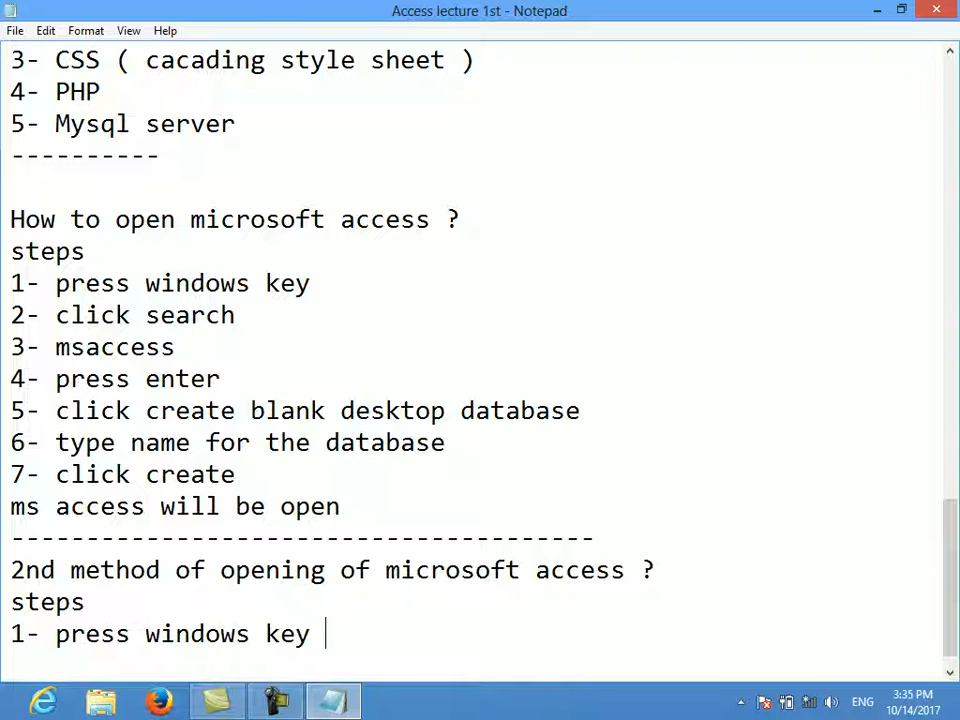 Access lecture 1st - Notepad
File Edit Format View Help
3- CSS ( cacading style sheet )
4- PHP
5- Mysql server
----------
How to open microsoft access ?
steps
1- press windows key
2- click search
3- msaccess
4- press enter
5- click create blank desktop database
6- type name for the database
7- click create
ms access will be open
---------------------------------------
2nd method of opening of microsoft access ?
steps
1- press windows key
ENG
3:35 PM
10/14/2017